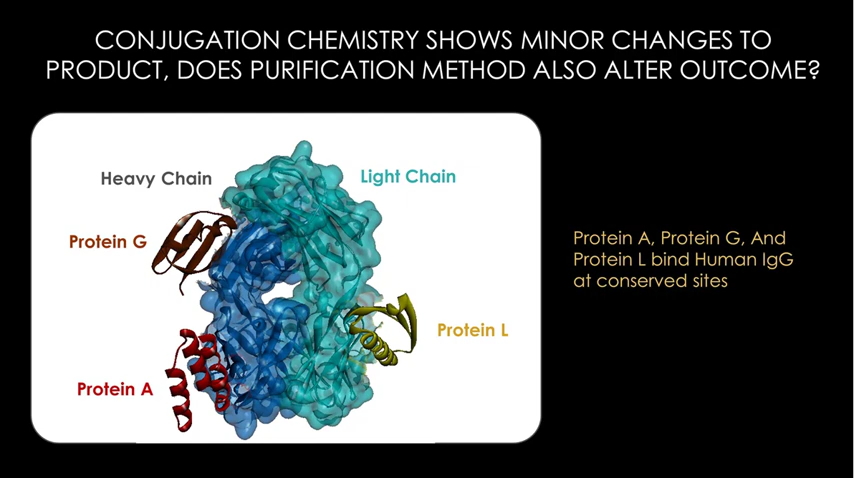 CONJUGATION CHEMISTRY SHOWS MINOR CHANGES TO
PRODUCT, DOES PURIFICATION METHOD ALSO ALTER OUTCOME?
Heavy Chain
Light Chain
Protein G
Protein L
Protein A
Protein A, Protein G, And
Protein L bind Human IgG
at conserved sites